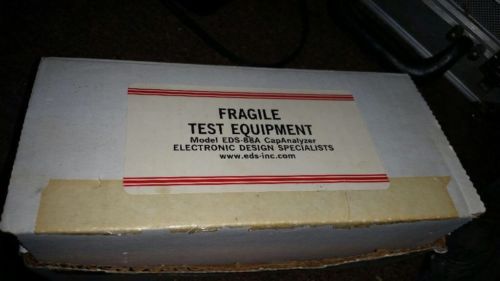 FRAGILE
TEST EQUIPMENT
Model EDS-88A CapAnalyzer
ELECTRONIC DESIGN SPECIALISTS
www.eds-inc.com